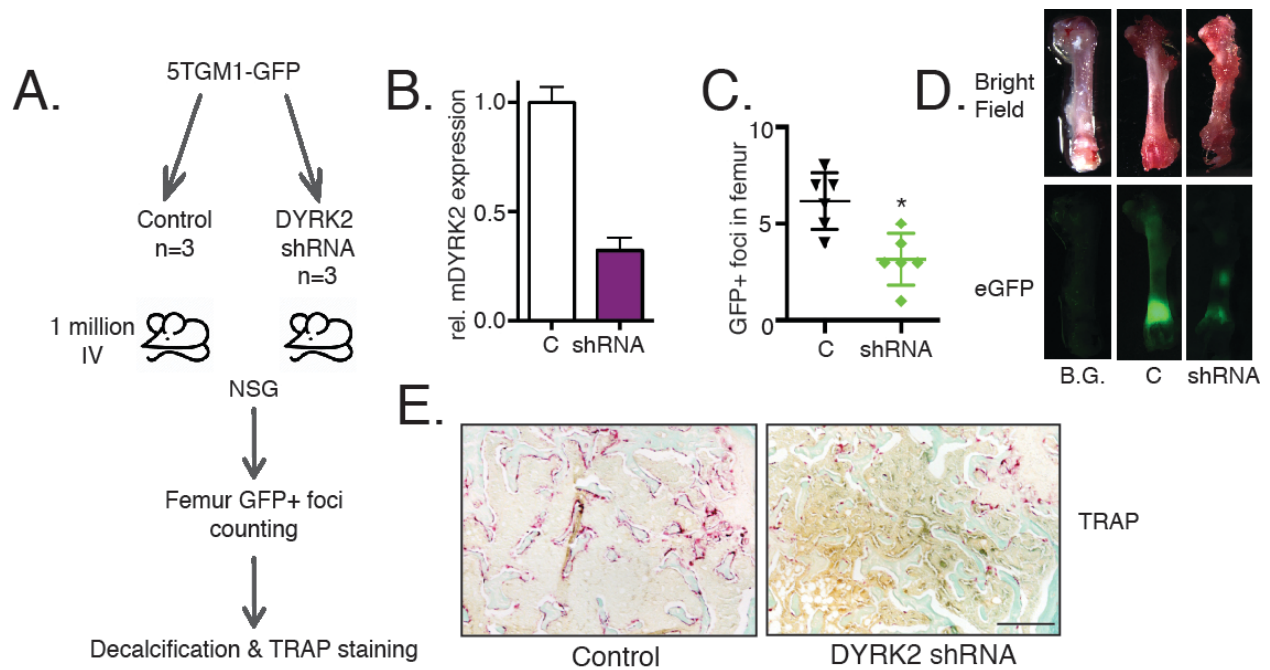 A.
5TGM1-GFP
Control
n=3
DYRK2
shRNA
n=3
1 million
IV
NSG
Femur GFP+ foci
counting
Decalcification & TRAP staining
B.
rel. mDYRK2 expression
1.0
0.5
0.0
C shRNA
C.
GFP+ foci in femur
10
5
0
*
C shRNA
D.
Bright
Field
eGFP
B.G. C shRNA
E.
TRAP
Control DYRK2 shRNA